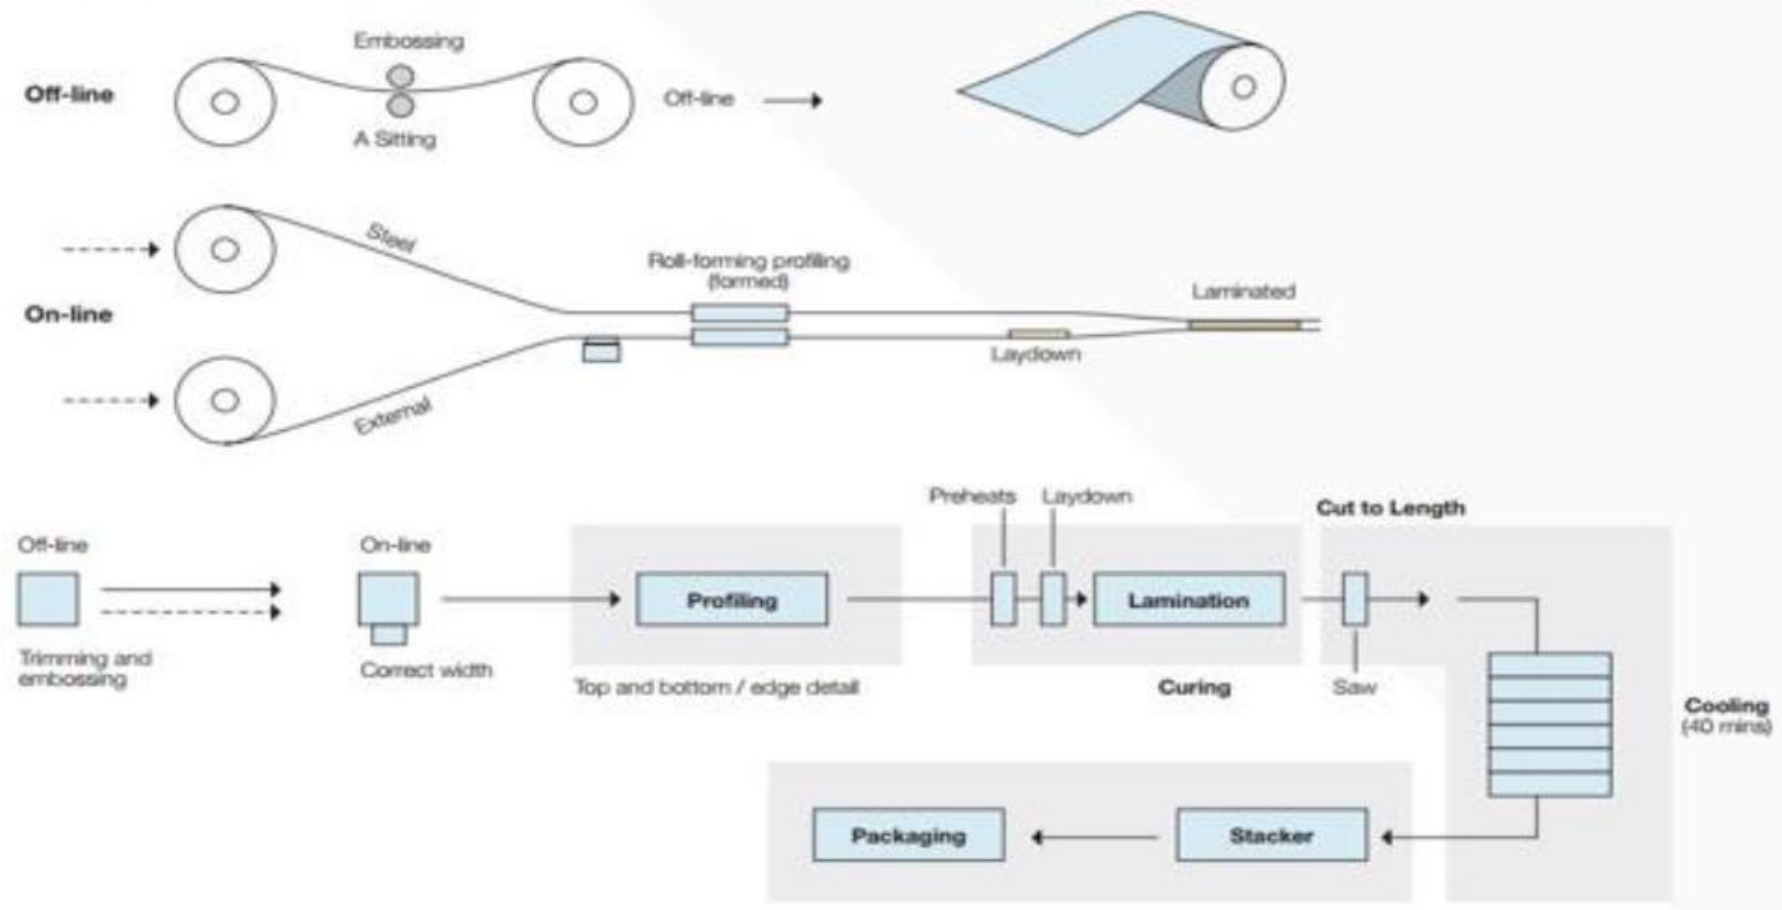 Embossing
Off-line
Off-line
A Sitting
Steel
Roll-forming profiling
(formed)
Laminated
On-line
Laydown
External
Preheats
Laydown
Cut to Length
Off-line
On-line
Profiling
Lamination
Trimming and
embossing
Correct width
Top and bottom / edge detail
Curing
Saw
Cooling
(40 mins)
Packaging
Stacker